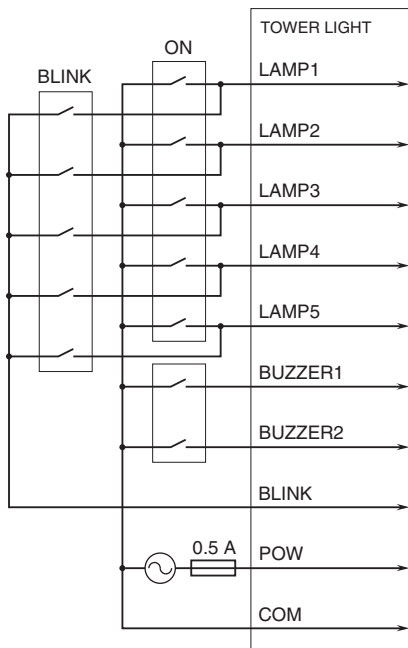 TOWER LIGHT
ON
LAMP1
BLINK
LAMP2
LAMP3
LAMP4
LAMP5
BUZZER1
BUZZER2
BLINK
0.5 A
POW
COM